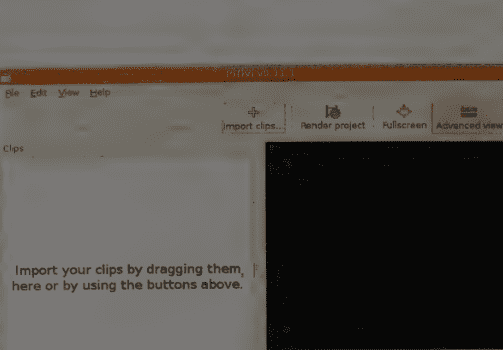 File Edit View Help
Import clips... Render project Fullscreen Advanced view
Clips
Import your clips by dragging them,
here or by using the buttons above.